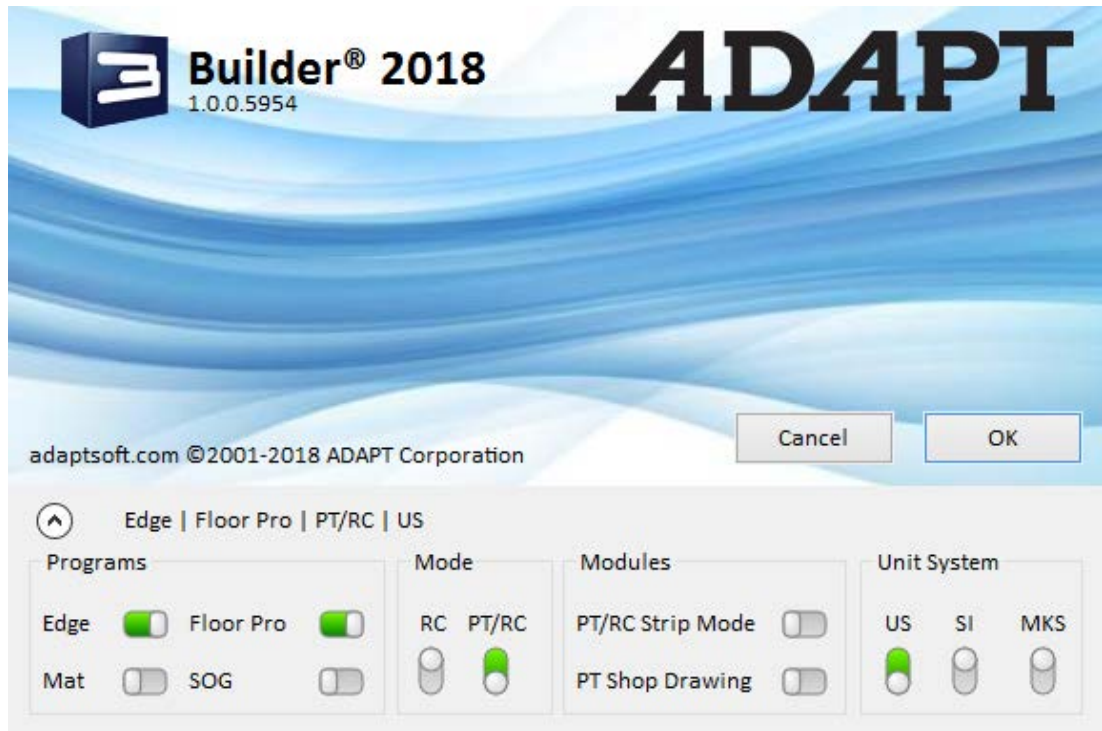 Builder® 2018
1.0.0.5954
ADAPT
adaptsoft.com ©2001-2018 ADAPT Corporation
Cancel
OK
Edge | Floor Pro | PT/RC | US
Programs
Edge
Floor Pro
Mat
SOG
Mode
RC
PT/RC
Modules
PT/RC Strip Mode
PT Shop Drawing
Unit System
US
SI
MKS